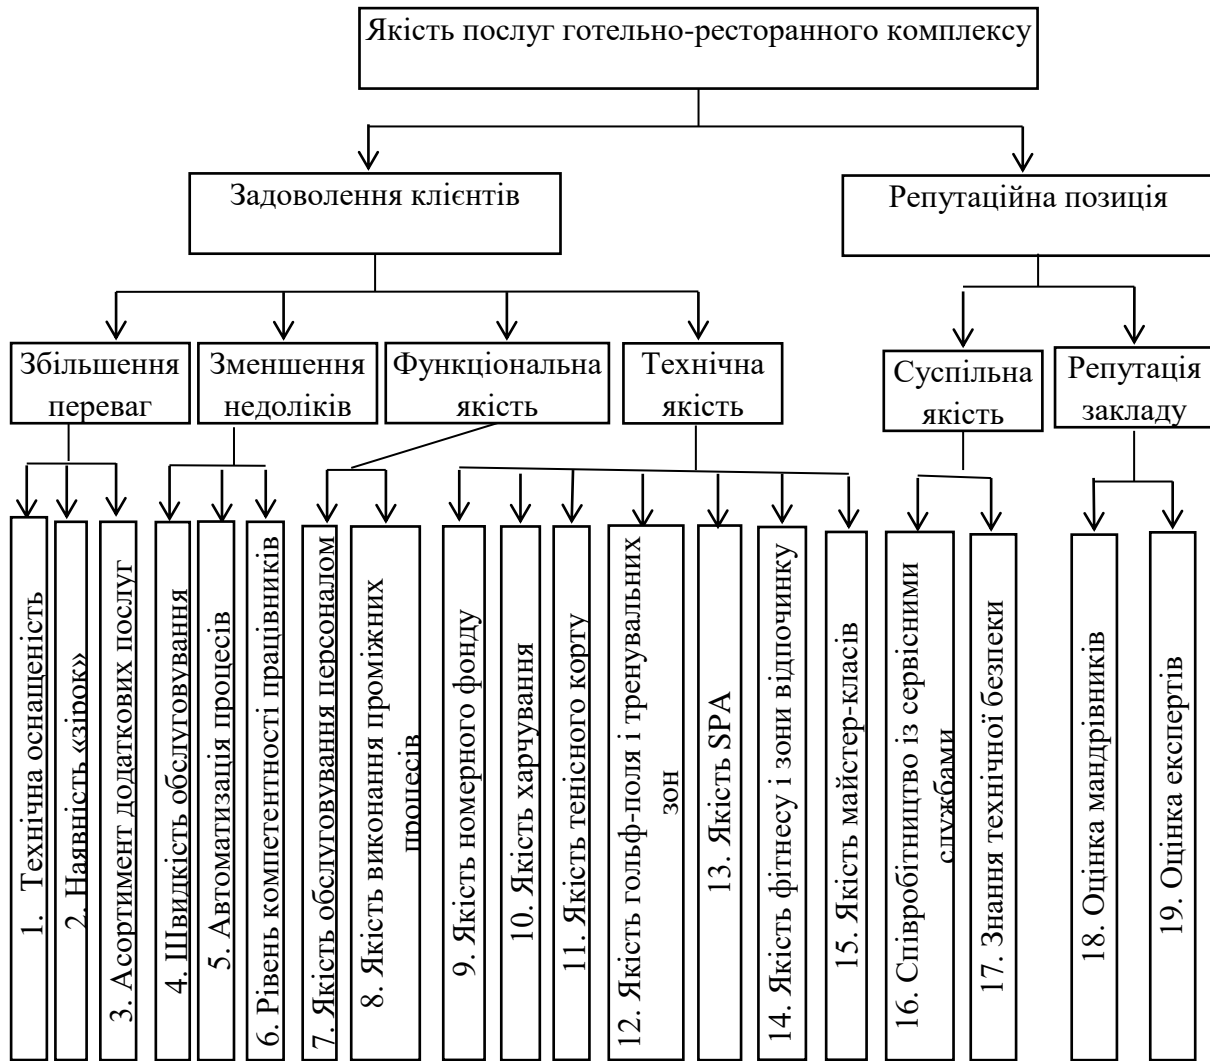 Якість послуг готельно-ресторанного комплексу
Задоволення клієнтів
Репутаційна позиція
Збільшення
переваг
Зменшення
недоліків
Функціональна
якість
Технічна
якість
Суспільна
якість
Репутація
закладу
1. Технічна оснащеність
2. Наявність «зірок»
3. Асортимент додаткових послуг
4. Швидкість обслуговування
5. Автоматизація процесів
6. Рівень компетентності працівників
7. Якість обслуговування персоналом
8. Якість виконання проміжних
процесів
9. Якість номерного фонду
10. Якість харчування
11. Якість тенісного корту
12. Якість гольф-поля і тренувальних
зон
13. Якість SPA
14. Якість фітнесу і зони відпочинку
15. Якість майстер-класів
16. Співробітництво із сервісними
службами
17. Знання технічної безпеки
18. Оцінка мандрівників
19. Оцінка експертів